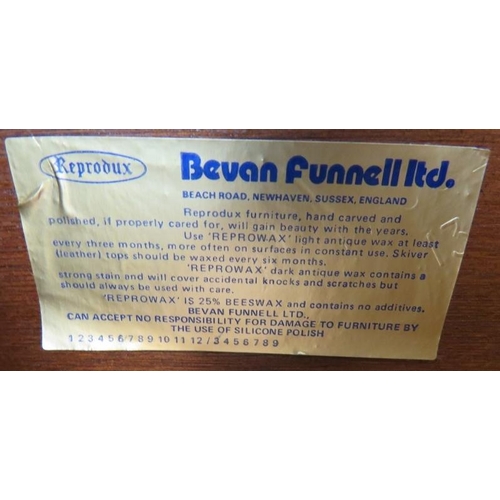 Reprodux
Bevan Funnell ltd.
BEACH ROAD, NEWHAVEN, SUSSEX, ENGLAND
Reprodux furniture, hand carved and
polished, if properly cared for, will gain beauty with the years.
Use 'REPROWAX' light antique wax at least
every three months, more often on surfaces in constant use. Skiver
(leather) tops should be waxed every six months.
'REPROWAX' dark antique wax contains a
strong stain and will cover accidental knocks and scratches but
should always be used with care.
'REPROWAX' IS 25% BEESWAX and contains no additives.
BEVAN FUNNELL LTD.,
CAN ACCEPT NO RESPONSIBILITY FOR DAMAGE TO FURNITURE BY
THE USE OF SILICONE POLISH
1 2 3 4 5 6 7 8 9 10 11 12 / 3 4 5 6 7 8 9